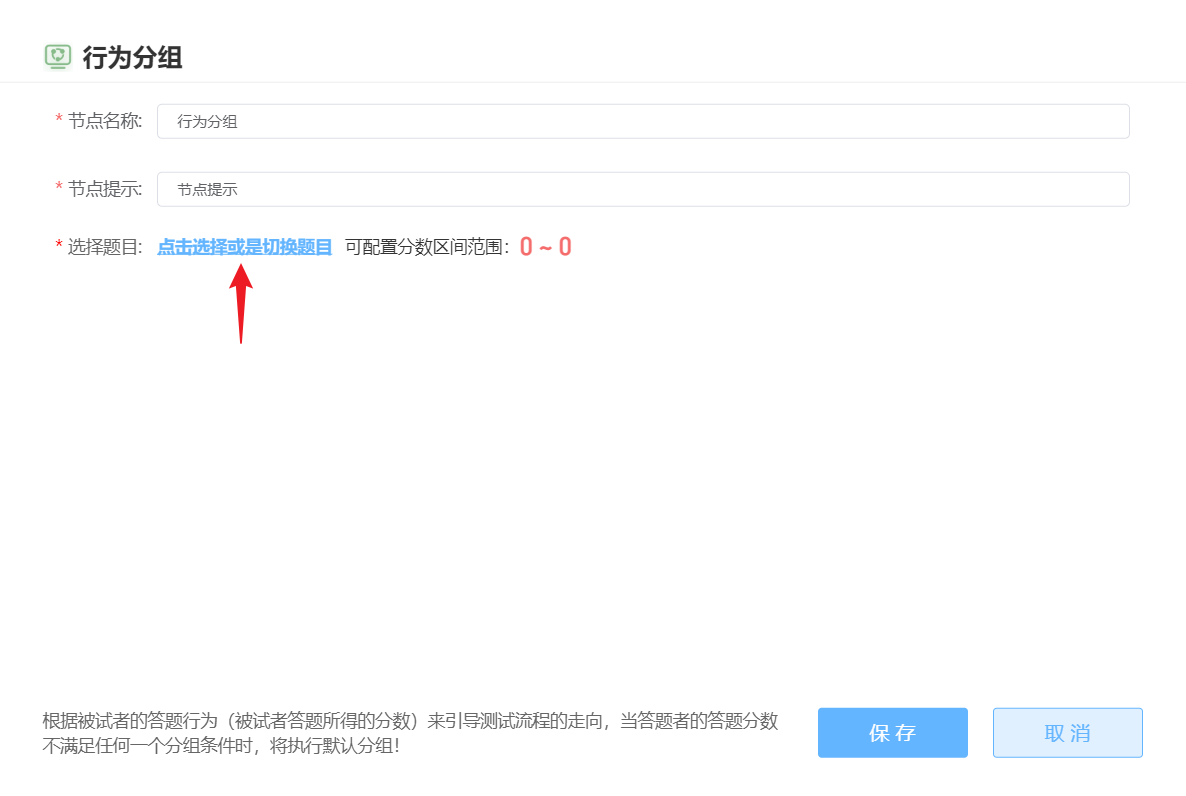 行为分组
* 节点名称: 行为分组
* 节点提示: 节点提示
* 选择题目: 点击选择或是切换题目 可配置分数区间范围: 0 ~ 0
根据被试者的答题行为（被试者答题所得的分数）来引导测试流程的走向，当答题者的答题分数
不满足任何一个分组条件时，将执行默认分组！
保存 取消